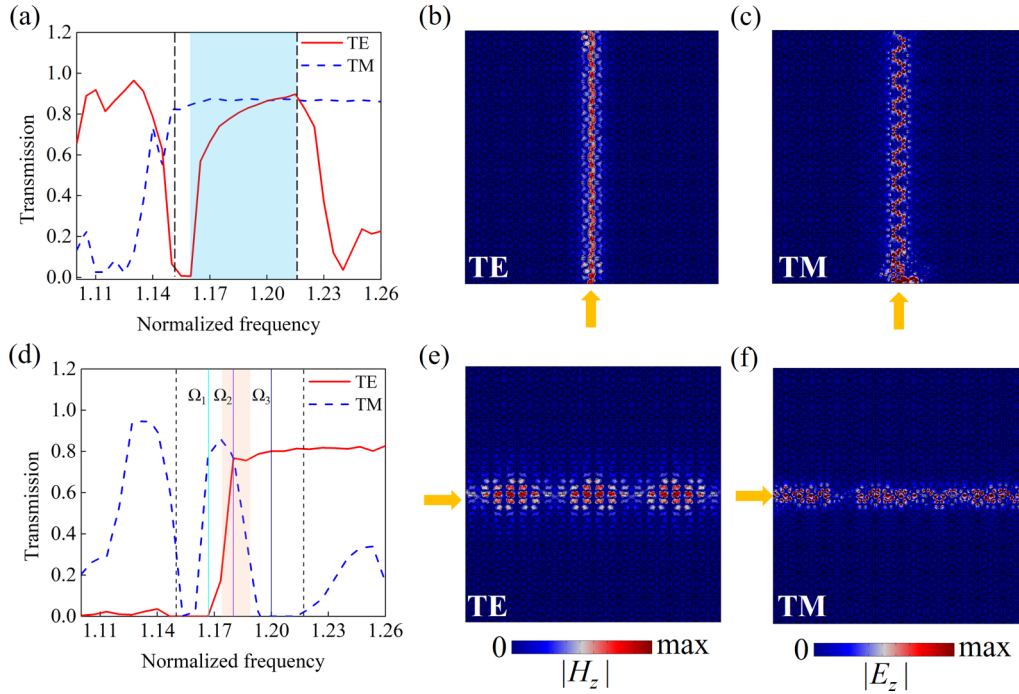 (a)
TE
TM
1.2
1.0
0.8
0.6
0.4
0.2
0.0
Transmission
1.11 1.14 1.17 1.20 1.23 1.26
Normalized frequency
(b)
TE
(c)
TM
(d)
TE
TM
Ω1 Ω2 Ω3
1.2
1.0
0.8
0.6
0.4
0.2
0.0
Transmission
1.11 1.14 1.17 1.20 1.23 1.26
Normalized frequency
(e)
TE
0 max
|Hz|
(f)
TM
0 max
|Ez|